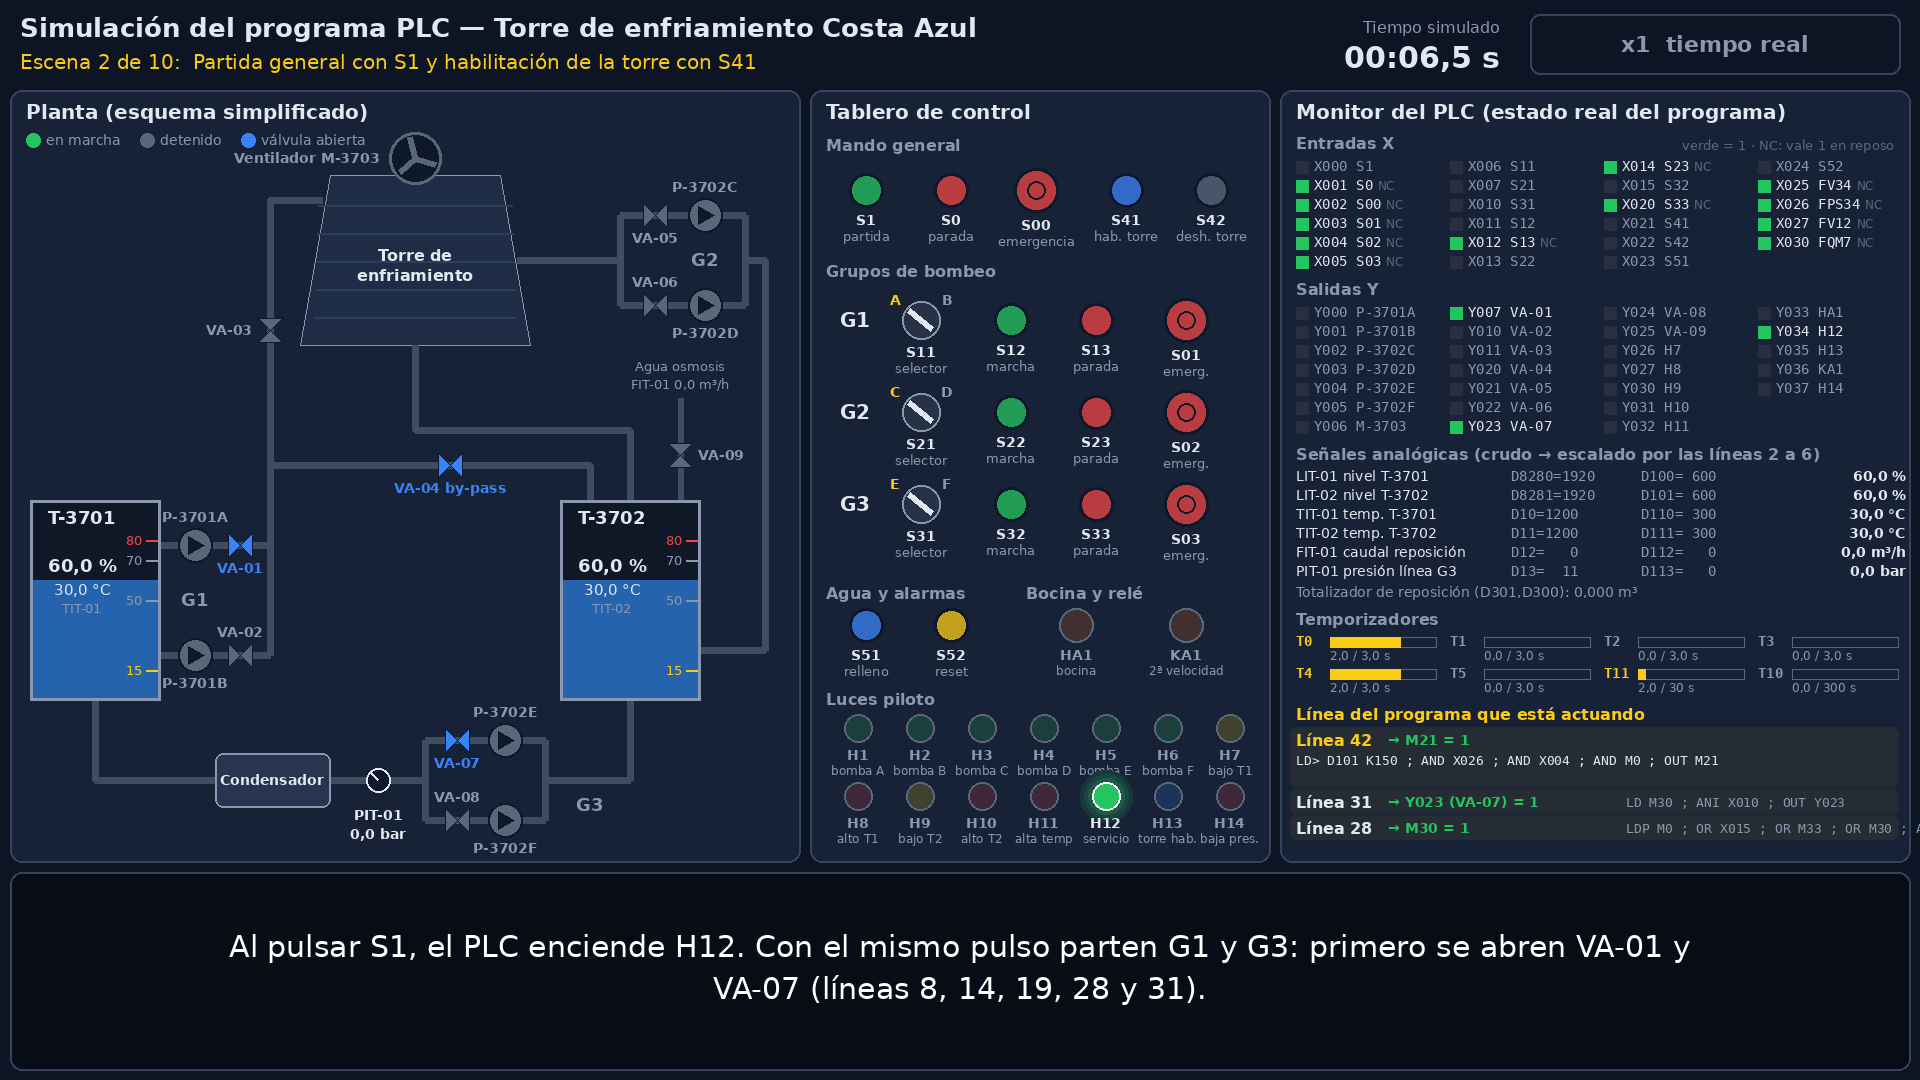 Simulación del programa PLC — Torre de enfriamiento Costa Azul
Escena 2 de 10:  Partida general con S1 y habilitación de la torre con S41
Tiempo simulado
00:06,5 s
x1  tiempo real
Planta (esquema simplificado)
en marcha
detenido
válvula abierta
Ventilador M-3703
P-3702C
VA-05
G2
VA-06
P-3702D
Torre de
enfriamiento
VA-03
Agua osmosis
FIT-01 0,0 m³/h
VA-09
VA-04 by-pass
T-3701
80
70
60,0 %
30,0 °C
TIT-01
50
15
P-3701A
VA-01
G1
VA-02
P-3701B
T-3702
80
70
60,0 %
30,0 °C
TIT-02
50
15
P-3702E
VA-07
VA-08
P-3702F
G3
Condensador
PIT-01
0,0 bar
Tablero de control
Mando general
S1
partida
S0
parada
S00
emergencia
S41
hab. torre
S42
desh. torre
Grupos de bombeo
G1
A
B
S11
selector
S12
marcha
S13
parada
S01
emerg.
G2
C
D
S21
selector
S22
marcha
S23
parada
S02
emerg.
G3
E
F
S31
selector
S32
marcha
S33
parada
S03
emerg.
Agua y alarmas
Bocina y relé
S51
relleno
S52
reset
HA1
bocina
KA1
2ª velocidad
Luces piloto
H1
bomba A
H2
bomba B
H3
bomba C
H4
bomba D
H5
bomba E
H6
bomba F
H7
bajo T1
H8
alto T1
H9
bajo T2
H10
alto T2
H11
alta temp
H12
servicio
H13
torre hab.
H14
baja pres.
Monitor del PLC (estado real del programa)
Entradas X
verde = 1 · NC: vale 1 en reposo
X000 S1
X006 S11
X014 S23 NC
X024 S52
X001 S0 NC
X007 S21
X015 S32
X025 FV34 NC
X002 S00 NC
X010 S31
X020 S33 NC
X026 FPS34 NC
X003 S01 NC
X011 S12
X021 S41
X027 FV12 NC
X004 S02 NC
X012 S13 NC
X022 S42
X030 FQM7 NC
X005 S03 NC
X013 S22
X023 S51
Salidas Y
Y000 P-3701A
Y007 VA-01
Y024 VA-08
Y033 HA1
Y001 P-3701B
Y010 VA-02
Y025 VA-09
Y034 H12
Y002 P-3702C
Y011 VA-03
Y026 H7
Y035 H13
Y003 P-3702D
Y020 VA-04
Y027 H8
Y036 KA1
Y004 P-3702E
Y021 VA-05
Y030 H9
Y037 H14
Y005 P-3702F
Y022 VA-06
Y031 H10
Y006 M-3703
Y023 VA-07
Y032 H11
Señales analógicas (crudo → escalado por las líneas 2 a 6)
LIT-01 nivel T-3701 D8280=1920 D100= 600 60,0 %
LIT-02 nivel T-3702 D8281=1920 D101= 600 60,0 %
TIT-01 temp. T-3701 D10=1200 D110= 300 30,0 °C
TIT-02 temp. T-3702 D11=1200 D111= 300 30,0 °C
FIT-01 caudal reposición D12=   0 D112=   0 0,0 m³/h
PIT-01 presión línea G3 D13=  11 D113=   0 0,0 bar
Totalizador de reposición (D301,D300): 0,000 m³
Temporizadores
T0
2,0 / 3,0 s
T1
0,0 / 3,0 s
T2
0,0 / 3,0 s
T3
0,0 / 3,0 s
T4
2,0 / 3,0 s
T5
0,0 / 3,0 s
T11
2,0 / 30 s
T10
0,0 / 300 s
Línea del programa que está actuando
Línea 42 → M21 = 1
LD> D101 K150 ; AND X026 ; AND X004 ; AND M0 ; OUT M21
Línea 31 → Y023 (VA-07) = 1 LD M30 ; ANI X010 ; OUT Y023
Línea 28 → M30 = 1 LDP M0 ; OR X015 ; OR M33 ; OR M30 ;
Al pulsar S1, el PLC enciende H12. Con el mismo pulso parten G1 y G3: primero se abren VA-01 y
VA-07 (líneas 8, 14, 19, 28 y 31).